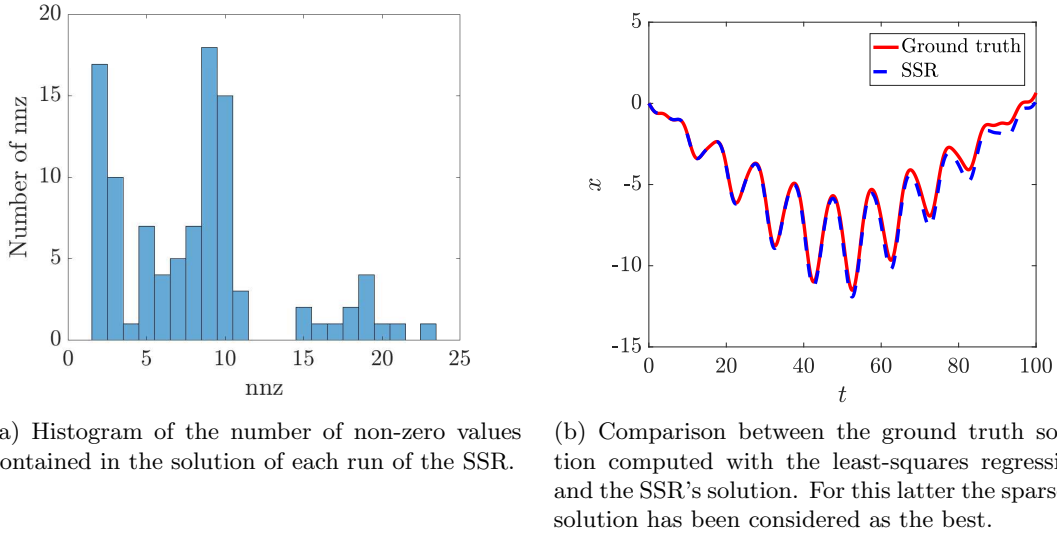 20
15
10
5
0
0
5
10
15
20
25
Number of nnz
nnz
5
0
-5
-10
-15
0
20
40
60
80
100
x
t
Ground truth
SSR
a) Histogram of the number of non-zero values
ontained in the solution of each run of the SSR.
(b) Comparison between the ground truth so
tion computed with the least-squares regressi
and the SSR's solution. For this latter the spars
solution has been considered as the best.